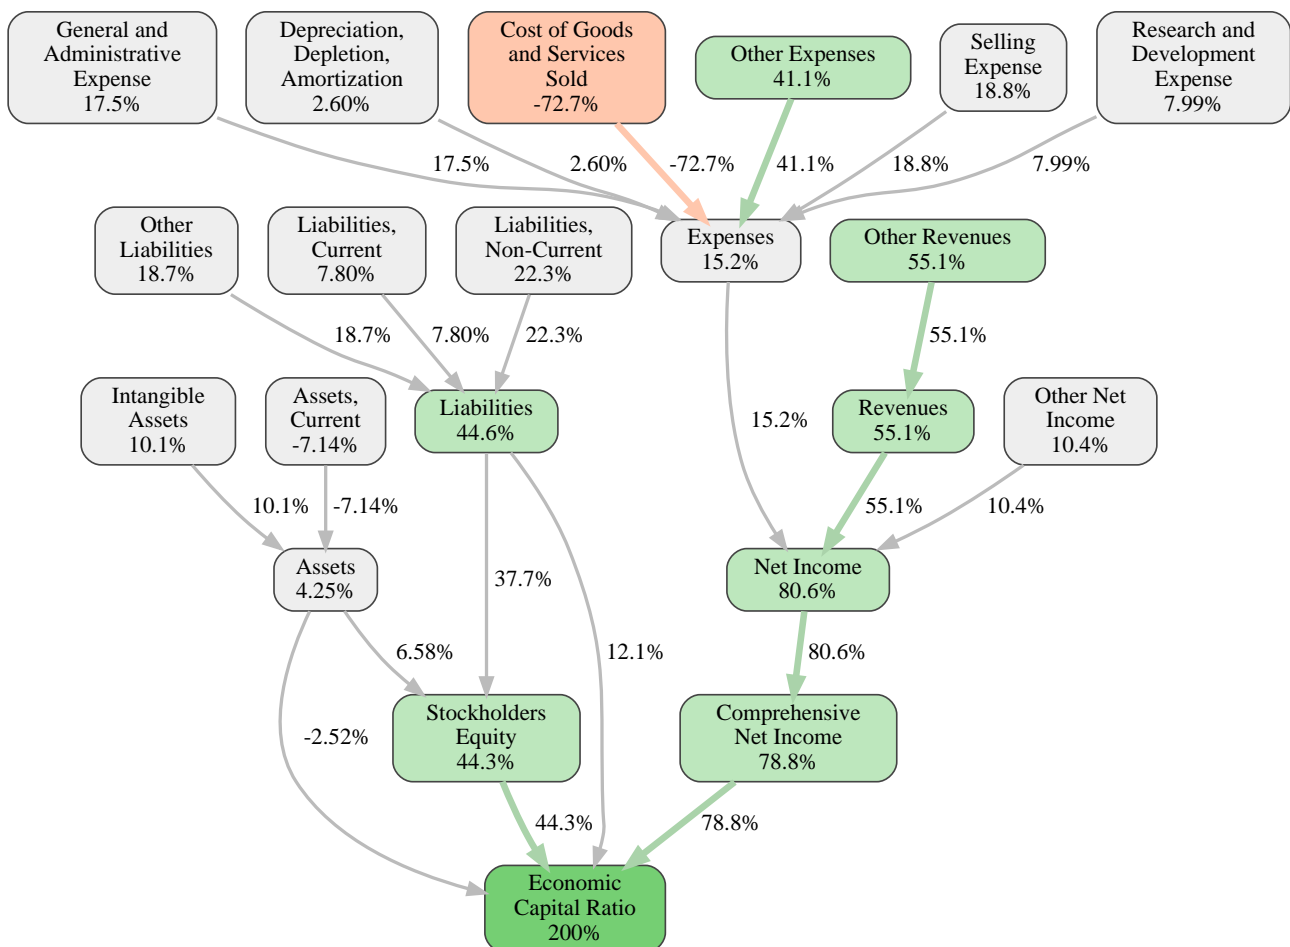 General and
Administrative
Expense
17.5%
Depreciation,
Depletion,
Amortization
2.60%
Cost of Goods
and Services
Sold
-72.7%
Other Expenses
41.1%
Selling
Expense
18.8%
Research and
Development
Expense
7.99%
17.5%
2.60%
-72.7%
41.1%
18.8%
7.99%
Other
Liabilities
18.7%
Liabilities,
Current
7.80%
Liabilities,
Non-Current
22.3%
Expenses
15.2%
Other Revenues
55.1%
18.7%
7.80%
22.3%
55.1%
Intangible
Assets
10.1%
Assets,
Current
-7.14%
Liabilities
44.6%
15.2%
Revenues
55.1%
Other Net
Income
10.4%
10.1%
-7.14%
55.1%
10.4%
Assets
4.25%
37.7%
Net Income
80.6%
6.58%
12.1%
80.6%
-2.52%
Stockholders
Equity
44.3%
Comprehensive
Net Income
78.8%
44.3%
78.8%
Economic
Capital Ratio
200%